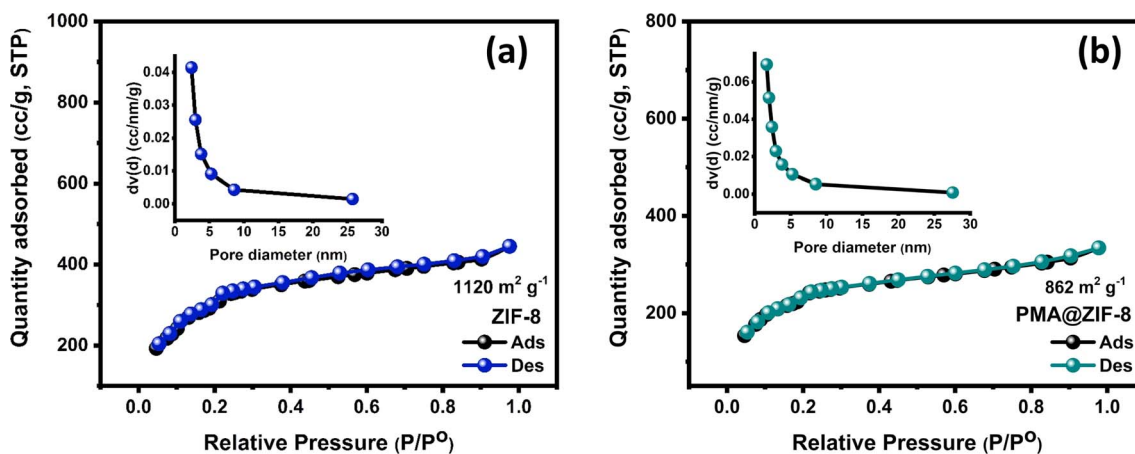 (a)
Quantity adsorbed (cc/g, STP)
1000
800
600
400
200
0.0
0.2
0.4
0.6
0.8
1.0
Relative Pressure (P/P⁰)
dv(d) (cc/nm/g)
0.04
0.03
0.02
0.01
0.00
0
5
10
15
20
25
30
Pore diameter (nm)
1120 m² g⁻¹
ZIF-8
Ads
Des
(b)
Quantity adsorbed (cc/g, STP)
800
600
400
200
0.0
0.2
0.4
0.6
0.8
1.0
Relative Pressure (P/P⁰)
dv(d) (cc/nm/g)
0.06
0.04
0.02
0.00
0
5
10
15
20
25
30
Pore diameter (nm)
862 m² g⁻¹
PMA@ZIF-8
Ads
Des